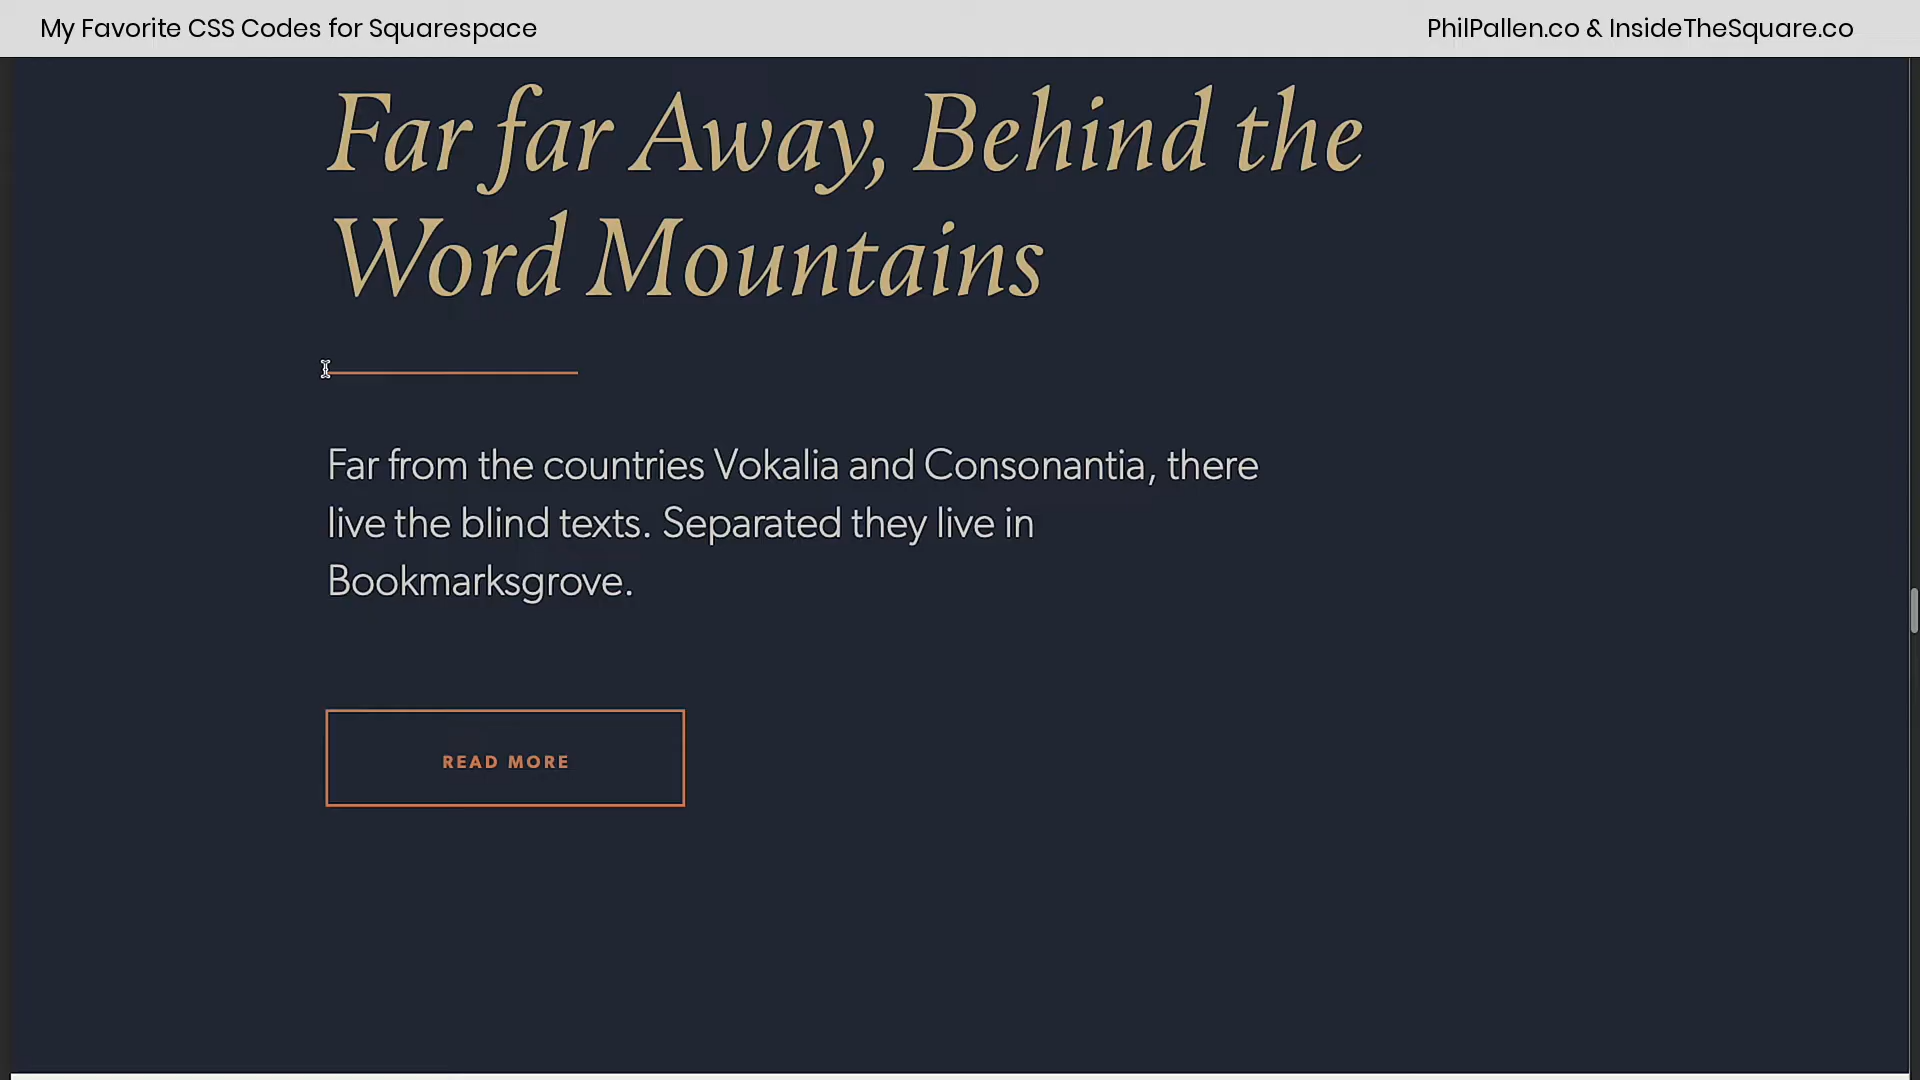 My Favorite CSS Codes for Squarespace
PhilPallen.co & InsideTheSquare.co
Far far Away, Behind the
Word Mountains
Far from the countries Vokalia and Consonantia, there
live the blind texts. Separated they live in
Bookmarksgrove.
READ MORE